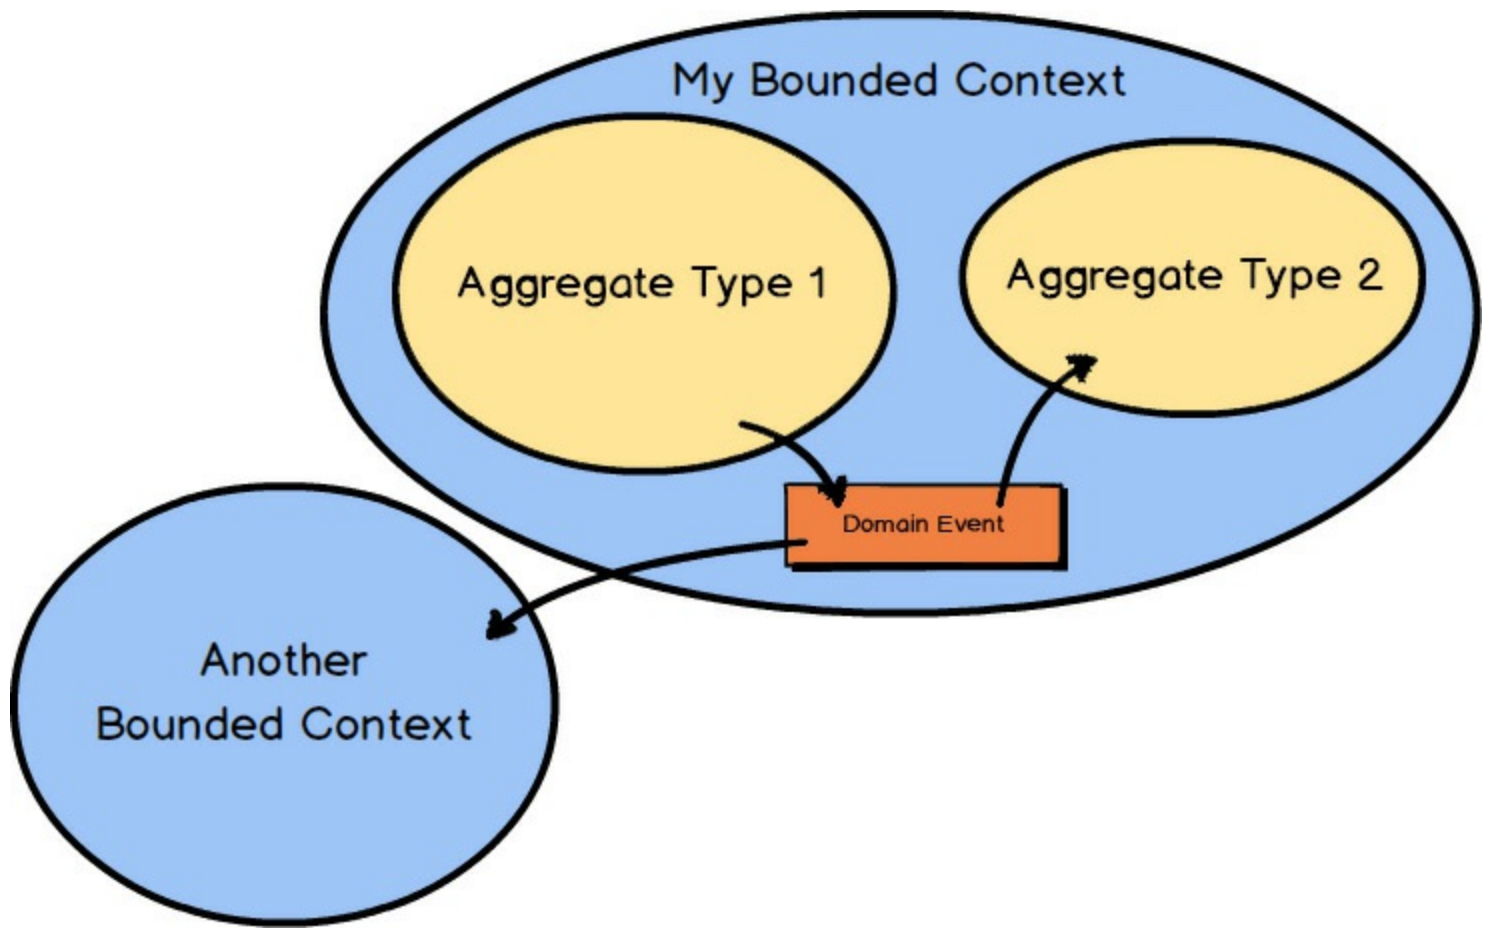 My Bounded Context
Aggregate Type 1
Aggregate Type 2
Domain Event
Another
Bounded Context